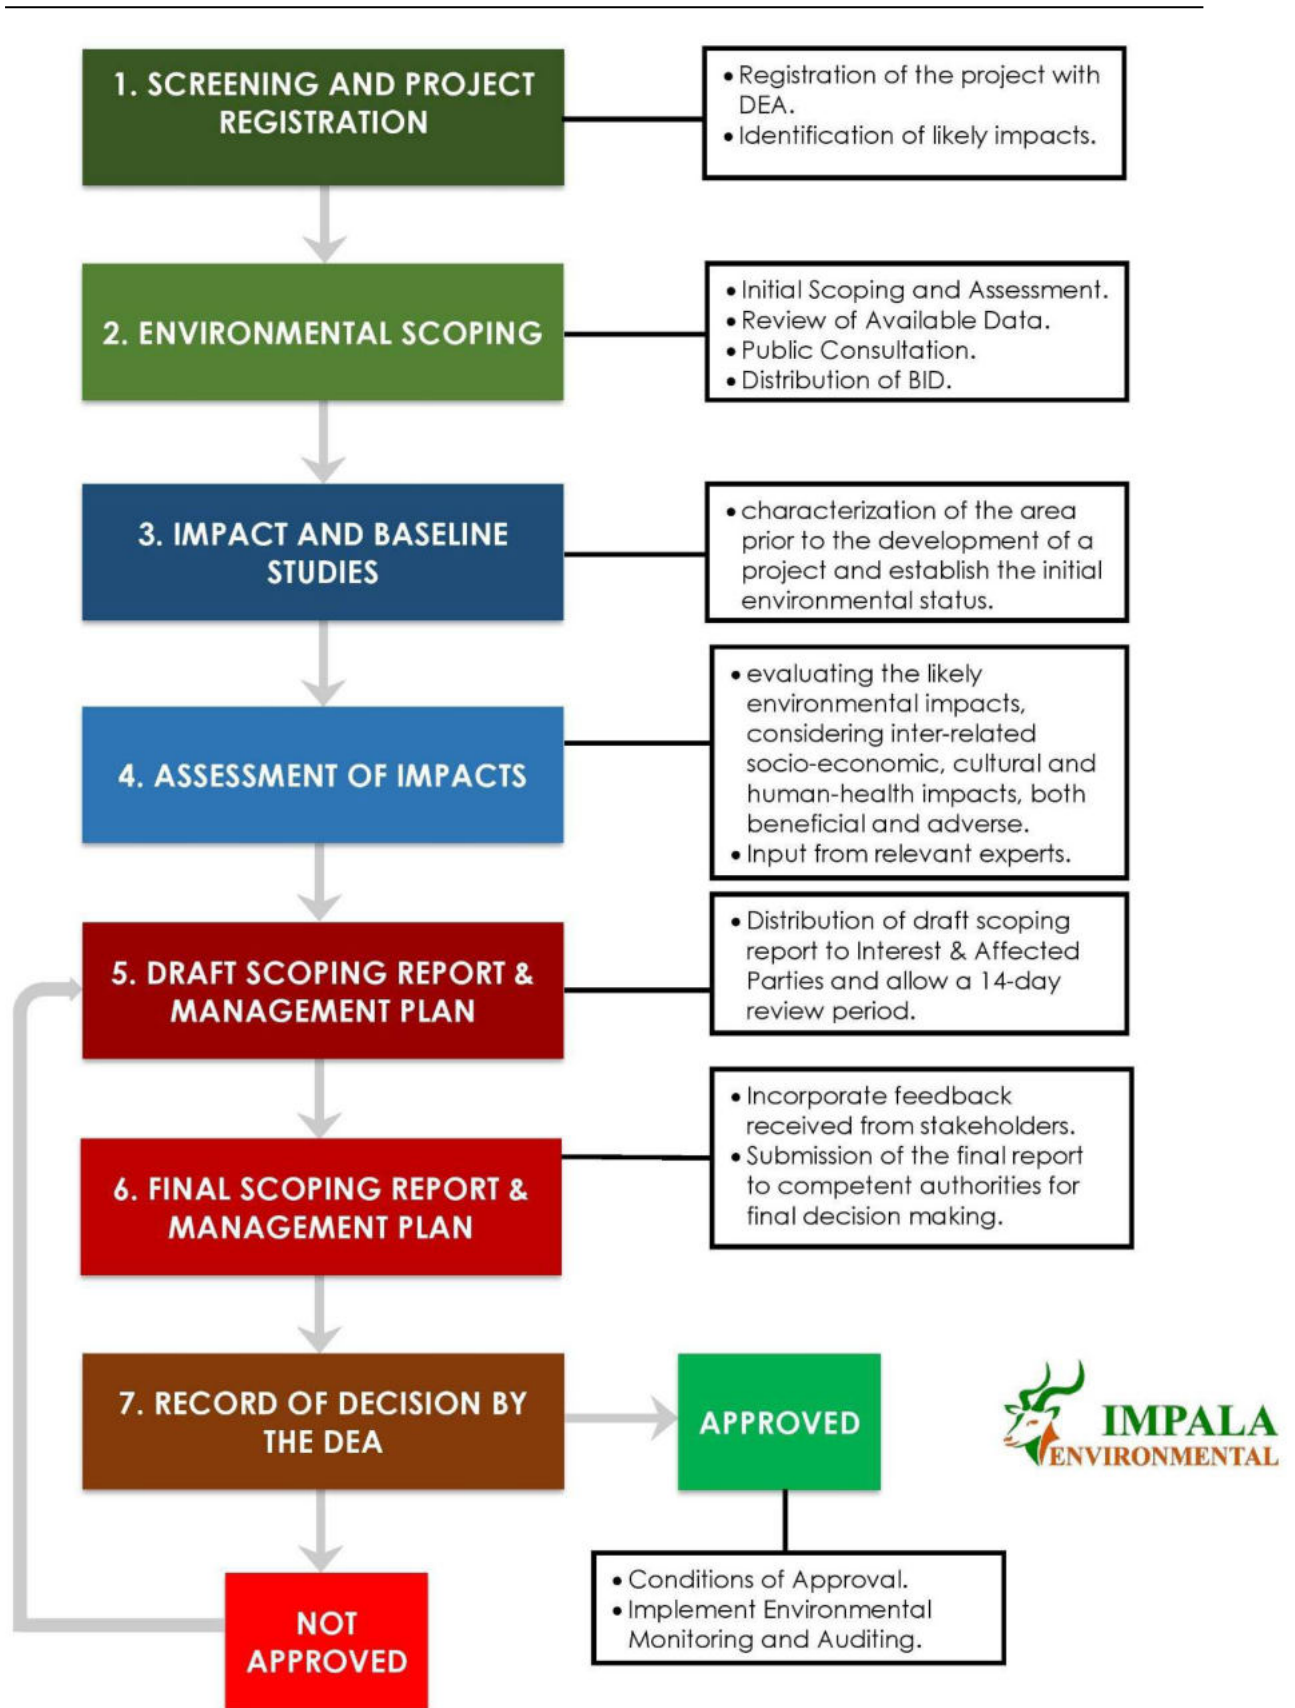 1. SCREENING AND PROJECT
REGISTRATION
• Registration of the project with
DEA.
• Identification of likely impacts.
2. ENVIRONMENTAL SCOPING
• Initial Scoping and Assessment.
• Review of Available Data.
• Public Consultation.
• Distribution of BID.
3. IMPACT AND BASELINE
STUDIES
• characterization of the area
prior to the development of a
project and establish the initial
environmental status.
4. ASSESSMENT OF IMPACTS
• evaluating the likely
environmental impacts,
considering inter-related
socio-economic, cultural and
human-health impacts, both
beneficial and adverse.
• Input from relevant experts.
5. DRAFT SCOPING REPORT &
MANAGEMENT PLAN
• Distribution of draft scoping
report to Interest & Affected
Parties and allow a 14-day
review period.
6. FINAL SCOPING REPORT &
MANAGEMENT PLAN
• Incorporate feedback
received from stakeholders.
• Submission of the final report
to competent authorities for
final decision making.
7. RECORD OF DECISION BY
THE DEA
APPROVED
IMPALA
ENVIRONMENTAL
• Conditions of Approval.
• Implement Environmental
Monitoring and Auditing.
NOT
APPROVED